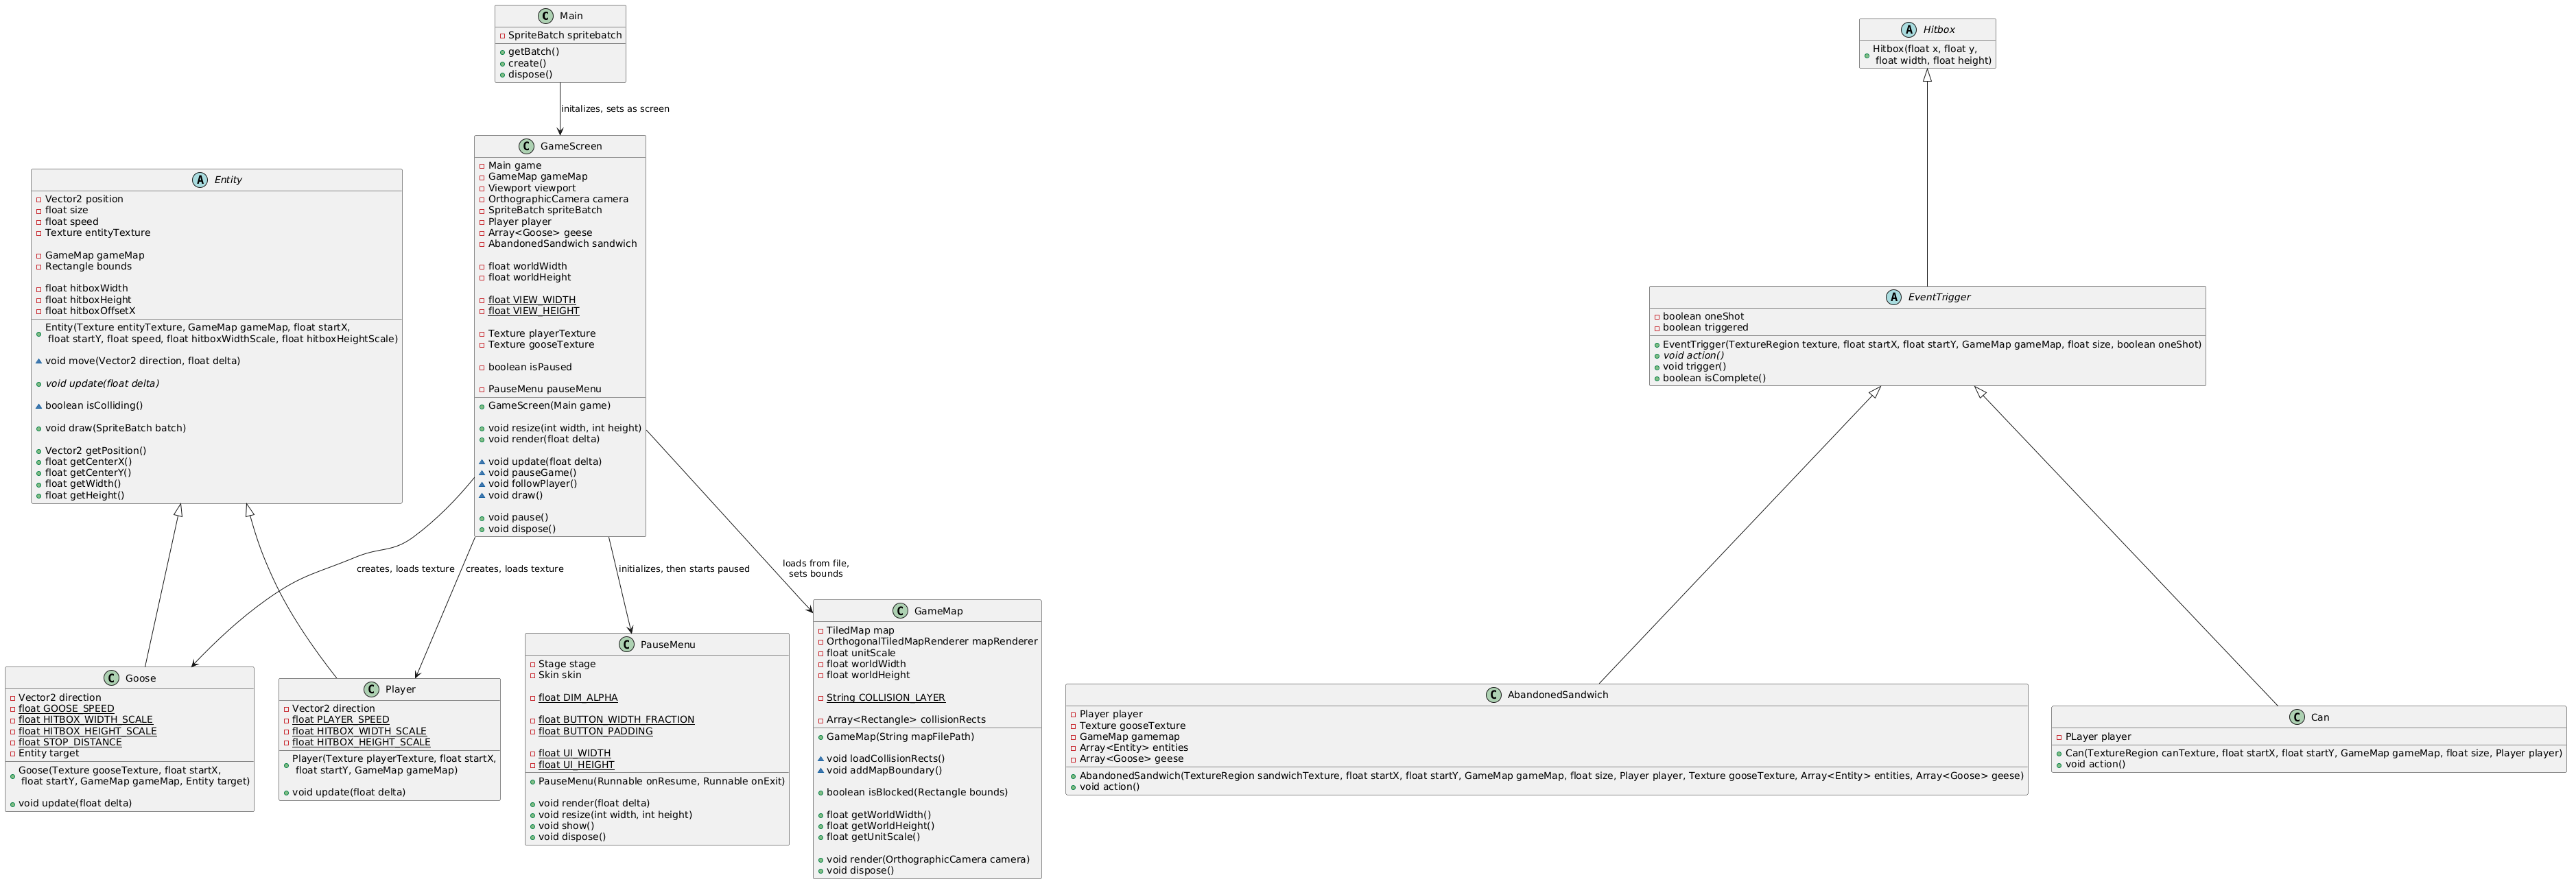 C Main
SpriteBatch spritebatch
getBatch()
create()
dispose()
initalizes, sets as screen
A Entity
Vector2 position
float size
float speed
Texture entityTexture
GameMap gameMap
Rectangle bounds
float hitboxWidth
float hitboxHeight
float hitboxOffsetX
Entity(Texture entityTexture, GameMap gameMap, float startX,
float startY, float speed, float hitboxWidthScale, float hitboxHeightScale)
void move(Vector2 direction, float delta)
void update(float delta)
boolean isColliding()
void draw(SpriteBatch batch)
Vector2 getPosition()
float getCenterX()
float getCenterY()
float getWidth()
float getHeight()
C GameScreen
Main game
GameMap gameMap
Viewport viewport
OrthographicCamera camera
SpriteBatch spriteBatch
Player player
Array<Goose> geese
AbandonedSandwich sandwich
float worldWidth
float worldHeight
float VIEW_WIDTH
float VIEW_HEIGHT
Texture playerTexture
Texture gooseTexture
boolean isPaused
PauseMenu pauseMenu
GameScreen(Main game)
void resize(int width, int height)
void render(float delta)
void update(float delta)
void pauseGame()
void followPlayer()
void draw()
void pause()
void dispose()
creates, loads texture
creates, loads texture
initializes, then starts paused
loads from file,
sets bounds
C Goose
Vector2 direction
float GOOSE_SPEED
float HITBOX_WIDTH_SCALE
float HITBOX_HEIGHT_SCALE
float STOP_DISTANCE
Entity target
Goose(Texture gooseTexture, float startX,
float startY, GameMap gameMap, Entity target)
void update(float delta)
C Player
Vector2 direction
float PLAYER_SPEED
float HITBOX_WIDTH_SCALE
float HITBOX_HEIGHT_SCALE
Player(Texture playerTexture, float startX,
float startY, GameMap gameMap)
void update(float delta)
C PauseMenu
Stage stage
Skin skin
float DIM_ALPHA
float BUTTON_WIDTH_FRACTION
float BUTTON_PADDING
float UI_WIDTH
float UI_HEIGHT
PauseMenu(Runnable onResume, Runnable onExit)
void render(float delta)
void resize(int width, int height)
void show()
void dispose()
C GameMap
TiledMap map
OrthogonalTiledMapRenderer mapRenderer
float unitScale
float worldWidth
float worldHeight
String COLLISION_LAYER
Array<Rectangle> collisionRects
GameMap(String mapFilePath)
void loadCollisionRects()
void addMapBoundary()
boolean isBlocked(Rectangle bounds)
float getWorldWidth()
float getWorldHeight()
float getUnitScale()
void render(OrthographicCamera camera)
void dispose()
A Hitbox
Hitbox(float x, float y,
float width, float height)
A EventTrigger
boolean oneShot
boolean triggered
EventTrigger(TextureRegion texture, float startX, float startY, GameMap gameMap, float size, boolean oneShot)
void action()
void trigger()
boolean isComplete()
C AbandonedSandwich
Player player
Texture gooseTexture
GameMap gamemap
Array<Entity> entities
Array<Goose> geese
AbandonedSandwich(TextureRegion sandwichTexture, float startX, float startY, GameMap gameMap, float size, Player player, Texture gooseTexture, Array<Entity> entities, Array<Goose> geese)
void action()
C Can
PLayer player
Can(TextureRegion canTexture, float startX, float startY, GameMap gameMap, float size, Player player)
void action()